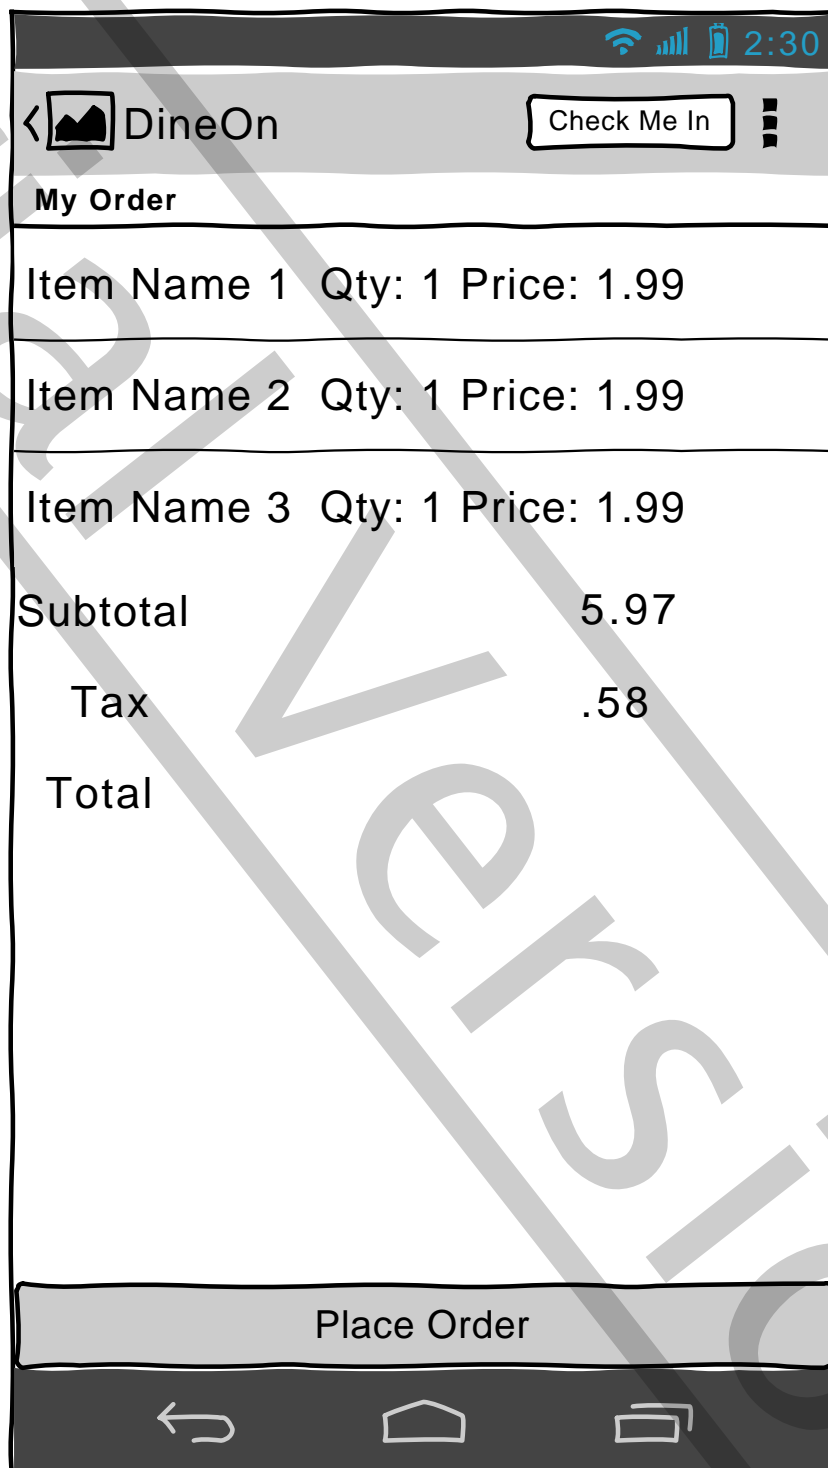 2:30
DineOn Check Me In
My Order
Item Name 1 Qty: 1 Price: 1.99
Item Name 2 Qty: 1 Price: 1.99
Item Name 3 Qty: 1 Price: 1.99
Subtotal 5.97
Tax .58
Total
Place Order